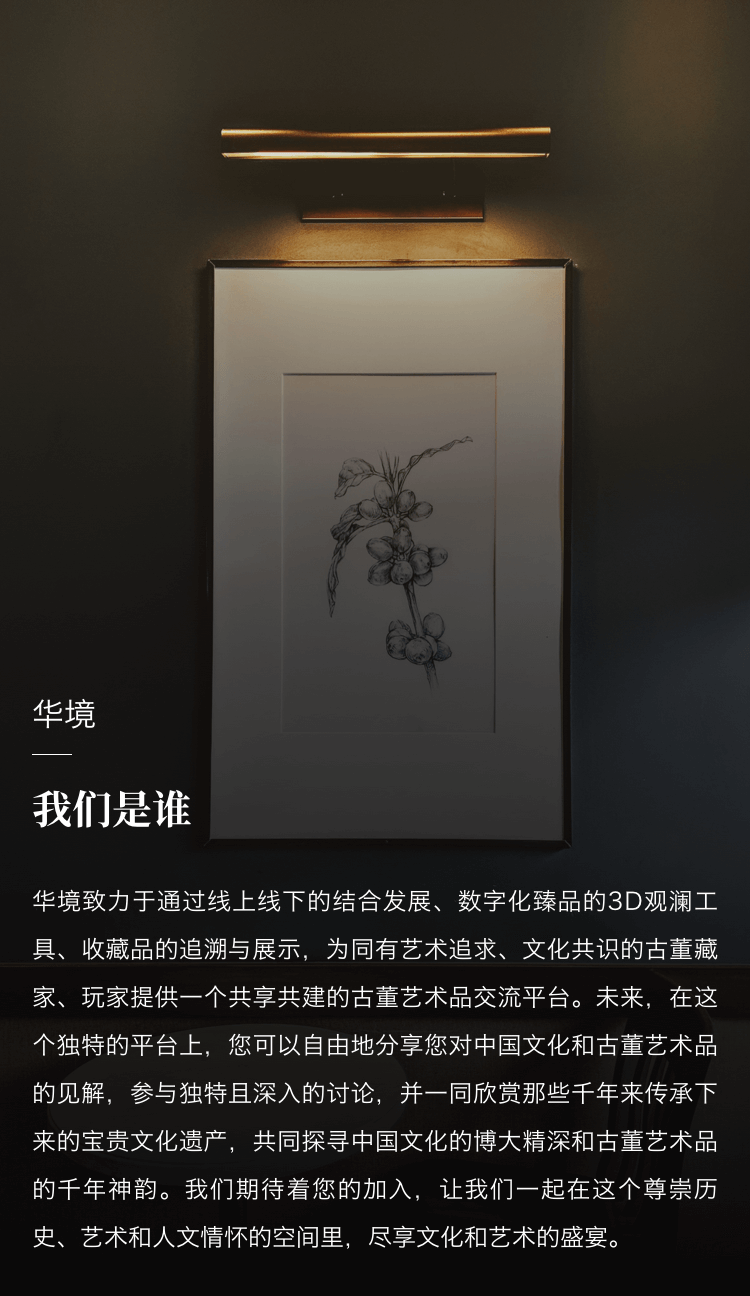 华境
我们是谁
华境致力于通过线上线下的结合发展、数字化臻品的3D观澜工
具、收藏品的追溯与展示，为同有艺术追求、文化共识的古董藏
家、玩家提供一个共享共建的古董艺术品交流平台。未来，在这
个独特的平台上，您可以自由地分享您对中国文化和古董艺术品
的见解，参与独特且深入的讨论，并一同欣赏那些千年来传承下
来的宝贵文化遗产，共同探寻中国文化的博大精深和古董艺术品
的千年神韵。我们期待着您的加入，让我们一起在这个尊崇历
史、艺术和人文情怀的空间里，尽享文化和艺术的盛宴。